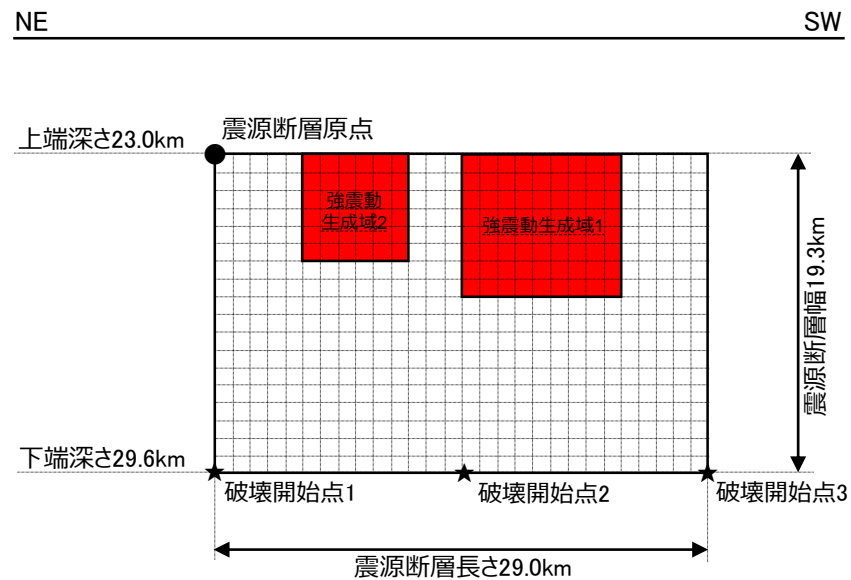 NE
SW
震源断層原点
上端深さ23.0km
強震動
生成域2
強震動生成域1
震源断層幅19.3km
下端深さ29.6km
破壊開始点1
破壊開始点2
破壊開始点3
震源断層長さ29.0km